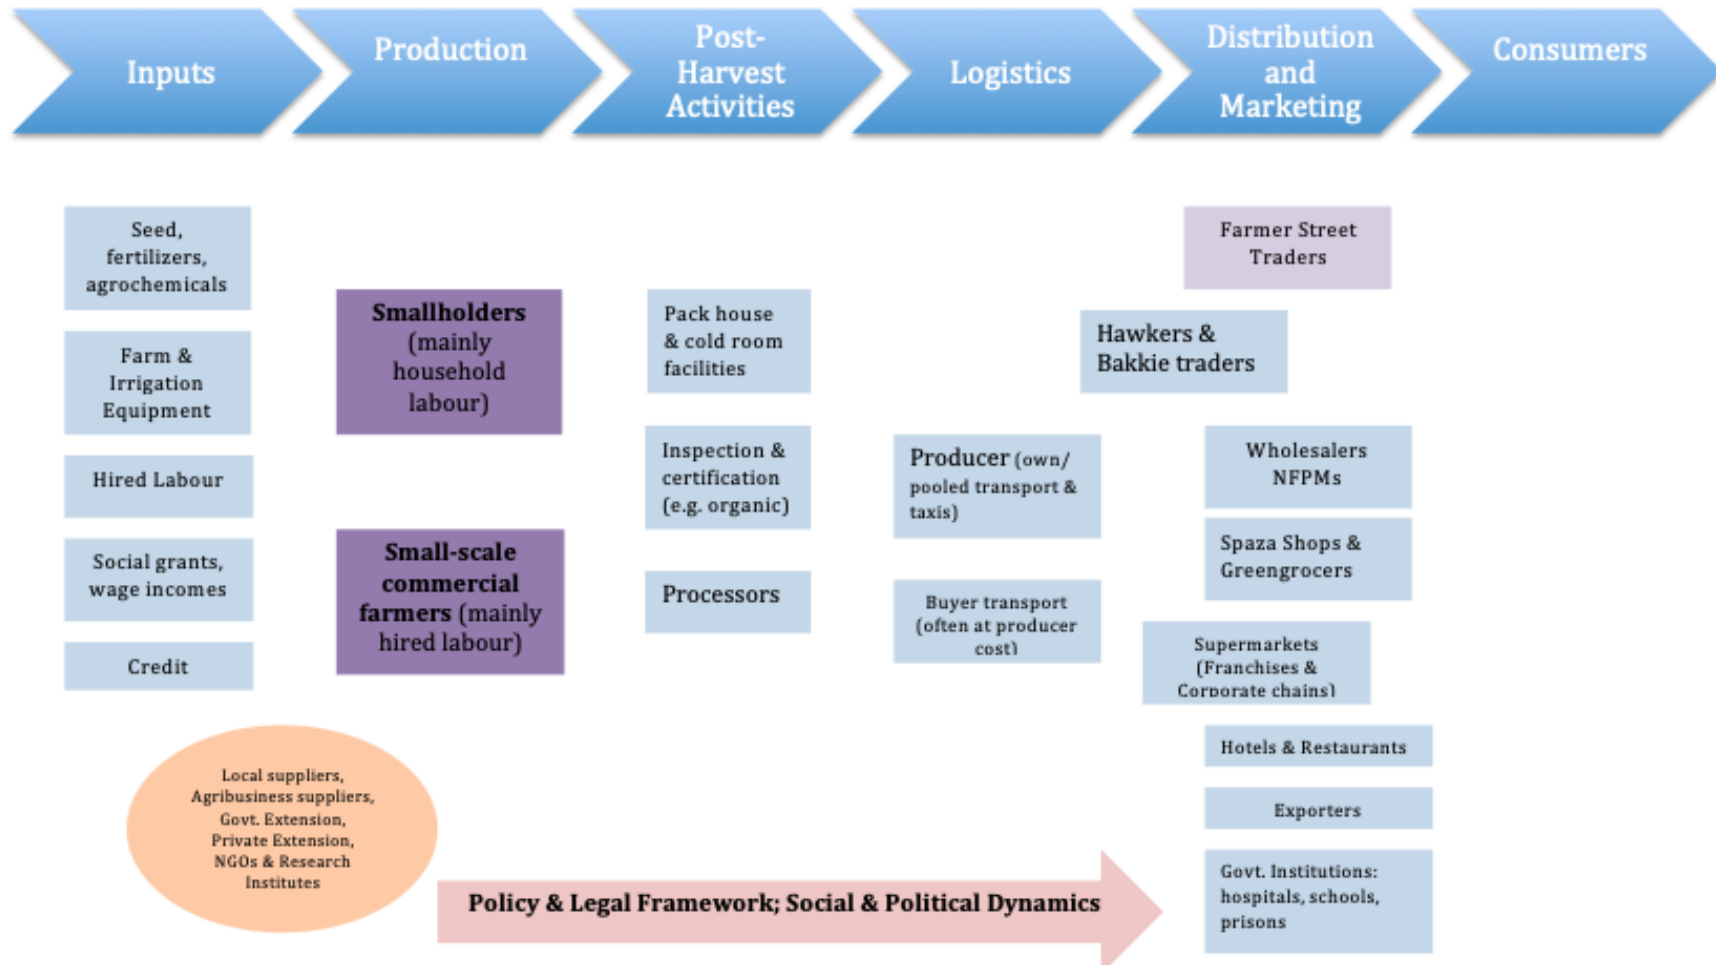 Inputs
Production
Post-
Harvest
Activities
Logistics
Distribution
and
Marketing
Consumers
Seed,
fertilizers,
agrochemicals
Farm &
Irrigation
Equipment
Hired Labour
Social grants,
wage incomes
Credit
Local suppliers,
Agribusiness suppliers,
Govt. Extension,
Private Extension,
NGOs & Research
Institutes
Smallholders
(mainly
household
labour)
Small-scale
commercial
farmers (mainly
hired labour)
Pack house
& cold room
facilities
Inspection &
certification
(e.g. organic)
Processors
Producer (own/
pooled transport &
taxis)
Buyer transport
(often at producer
cost)
Farmer Street
Traders
Hawkers &
Bakkie traders
Wholesalers
NFPMs
Spaza Shops &
Greengrocers
Supermarkets
(Franchises &
Corporate chains)
Hotels & Restaurants
Exporters
Govt. Institutions:
hospitals, schools,
prisons
Policy & Legal Framework; Social & Political Dynamics